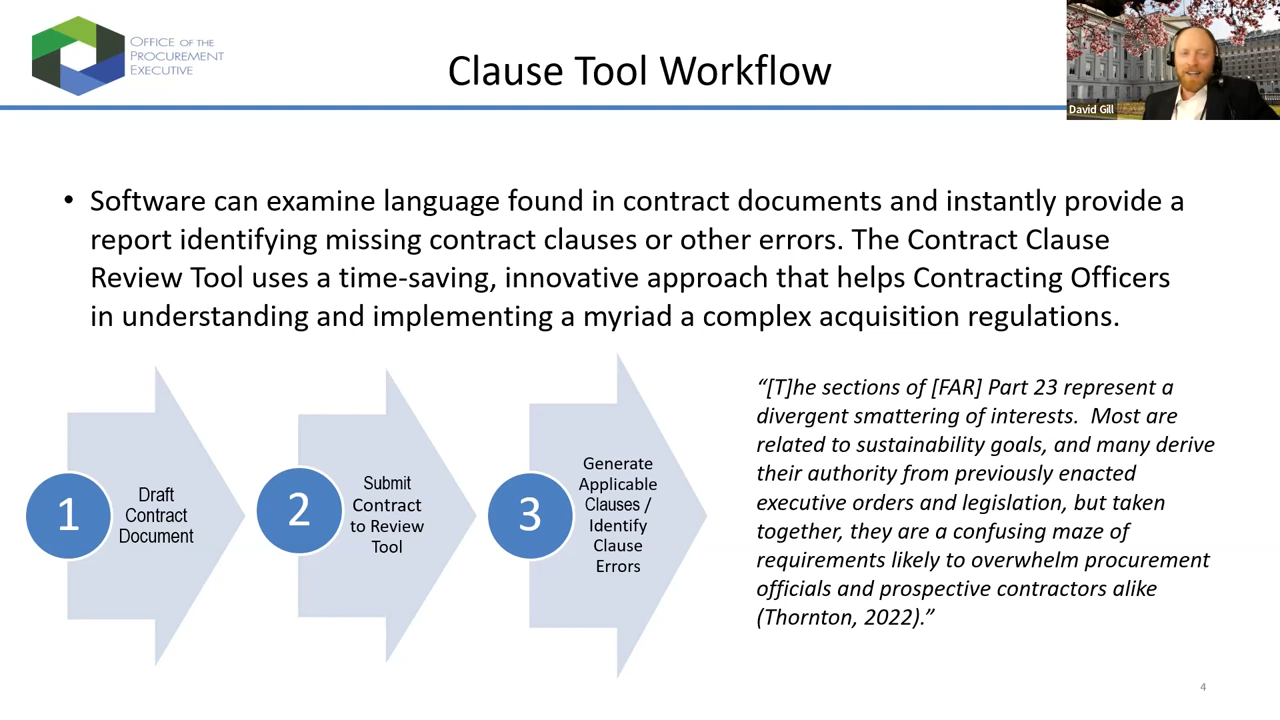 OFFICE OF THE
PROCUREMENT
EXECUTIVE
Clause Tool Workflow
David Gill
• Software can examine language found in contract documents and instantly provide a
report identifying missing contract clauses or other errors. The Contract Clause
Review Tool uses a time-saving, innovative approach that helps Contracting Officers
in understanding and implementing a myriad a complex acquisition regulations.
1
Draft
Contract
Document
2
Submit
Contract
to Review
Tool
3
Generate
Applicable
Clauses /
Identify
Clause
Errors
“[T]he sections of [FAR] Part 23 represent a
divergent smattering of interests.  Most are
related to sustainability goals, and many derive
their authority from previously enacted
executive orders and legislation, but taken
together, they are a confusing maze of
requirements likely to overwhelm procurement
officials and prospective contractors alike
(Thornton, 2022).”
4